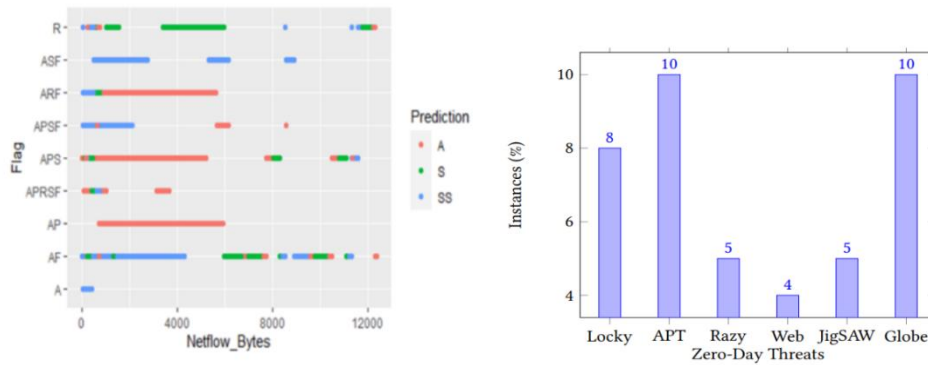 R
ASF
ARF
APSF
APS
APRSF
AP
AF
A
Flag
0
4000
8000
12000
Netflow_Bytes
Prediction
A
S
SS
10
8
6
4
Instances (%)
8
10
5
4
5
10
Locky
APT
Razy
Web
JigSAW
Globe
Zero-Day Threats